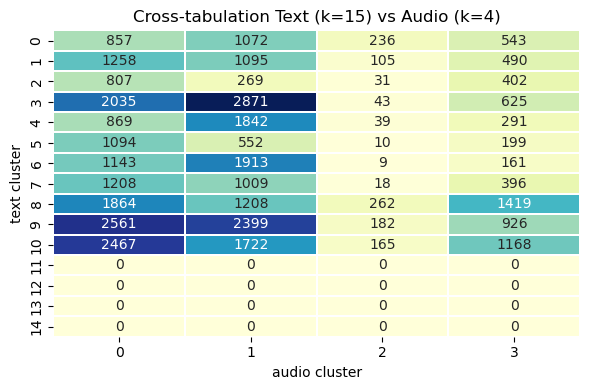 Cross-tabulation Text (k=15) vs Audio (k=4)
text cluster
0 857 1072 236 543
1 1258 1095 105 490
2 807 269 31 402
3 2035 2871 43 625
4 869 1842 39 291
5 1094 552 10 199
6 1143 1913 9 161
7 1208 1009 18 396
8 1864 1208 262 1419
9 2561 2399 182 926
10 2467 1722 165 1168
11 0 0 0 0
12 0 0 0 0
13 0 0 0 0
14 0 0 0 0
0 1 2 3
audio cluster